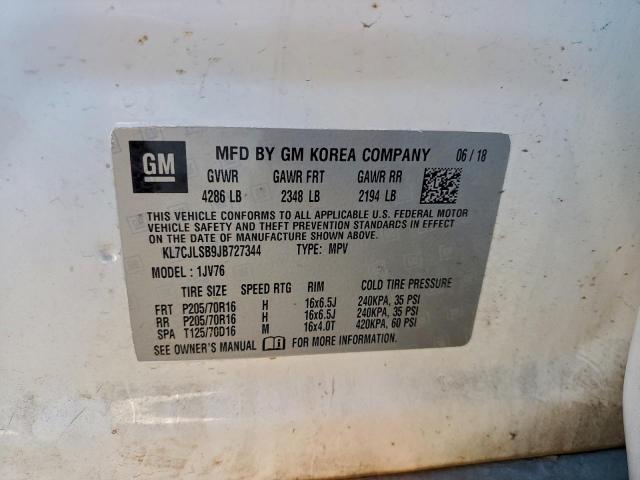 GM MFD BY GM KOREA COMPANY 06 / 18
GVWR GAWR FRT GAWR RR
4286 LB 2348 LB 2194 LB
THIS VEHICLE CONFORMS TO ALL APPLICABLE U.S. FEDERAL MOTOR
VEHICLE SAFETY AND THEFT PREVENTION STANDARDS IN EFFECT
ON THE DATE OF MANUFACTURE SHOWN ABOVE.
KL7CJLSB9JB727344 TYPE: MPV
MODEL : 1JV76
TIRE SIZE SPEED RTG RIM COLD TIRE PRESSURE
FRT P205/70R16 H 16x6.5J 240KPA, 35 PSI
RR P205/70R16 H 16x6.5J 240KPA, 35 PSI
SPA T125/70D16 M 16x4.0T 420KPA, 60 PSI
SEE OWNER'S MANUAL FOR MORE INFORMATION